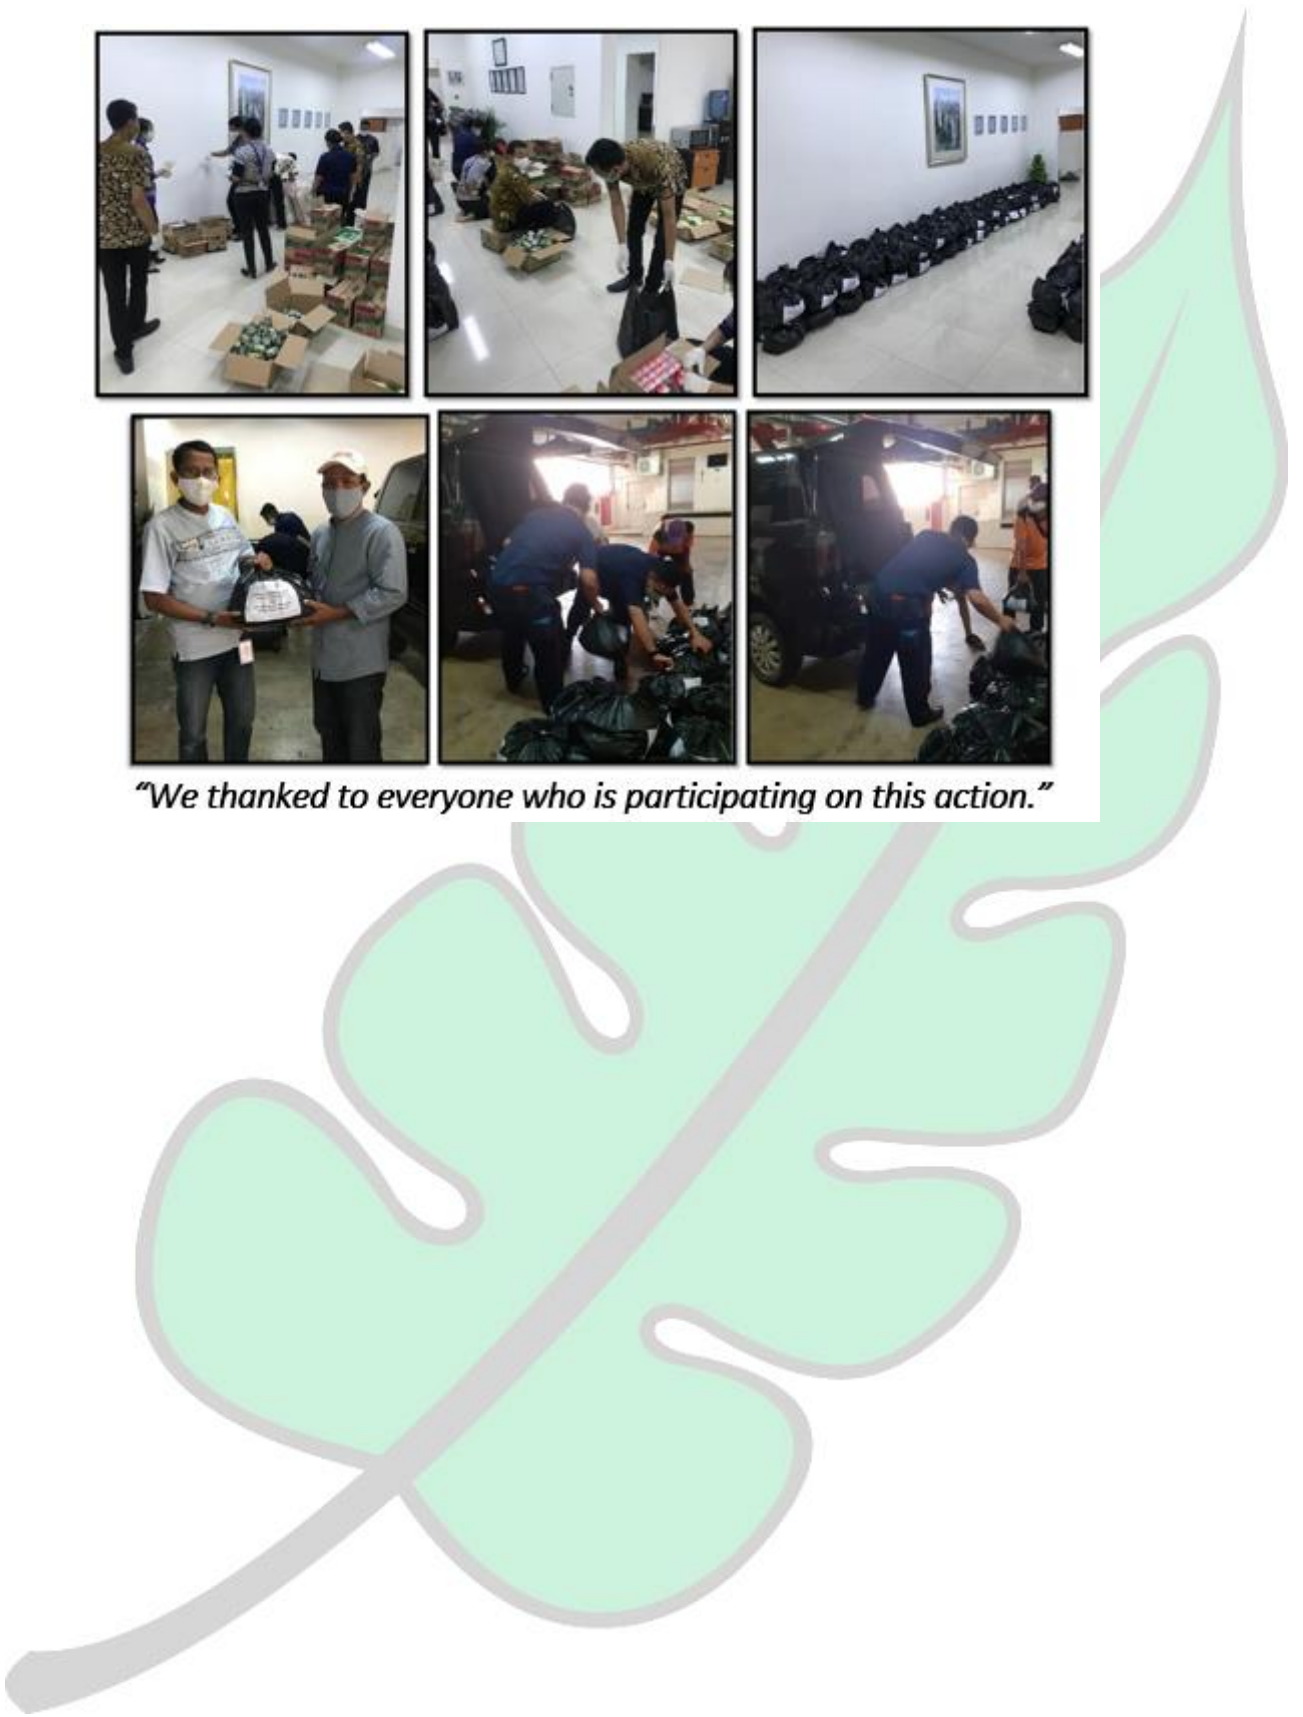 “We thanked to everyone who is participating on this action.”